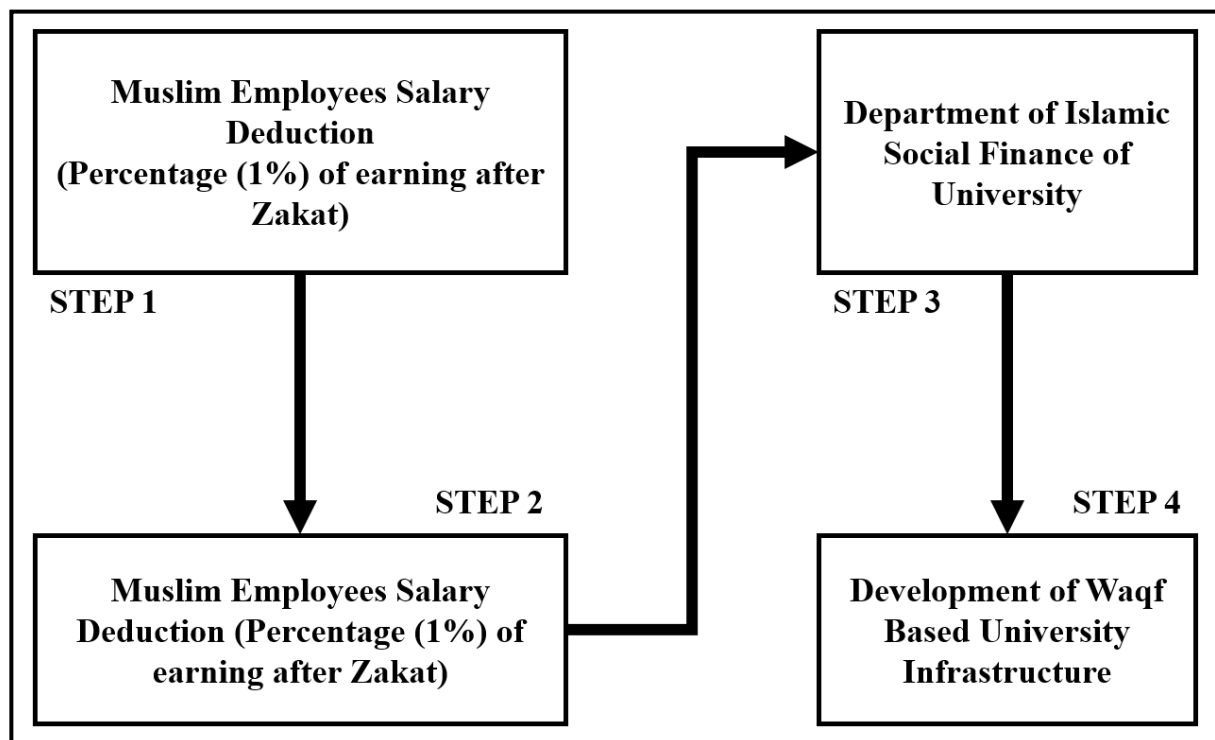 Muslim Employees Salary
Deduction
(Percentage (1%) of earning after
Zakat)
STEP 1
STEP 2
Muslim Employees Salary
Deduction (Percentage (1%) of
earning after Zakat)
Department of Islamic
Social Finance of
University
STEP 3
STEP 4
Development of Waqf
Based University
Infrastructure